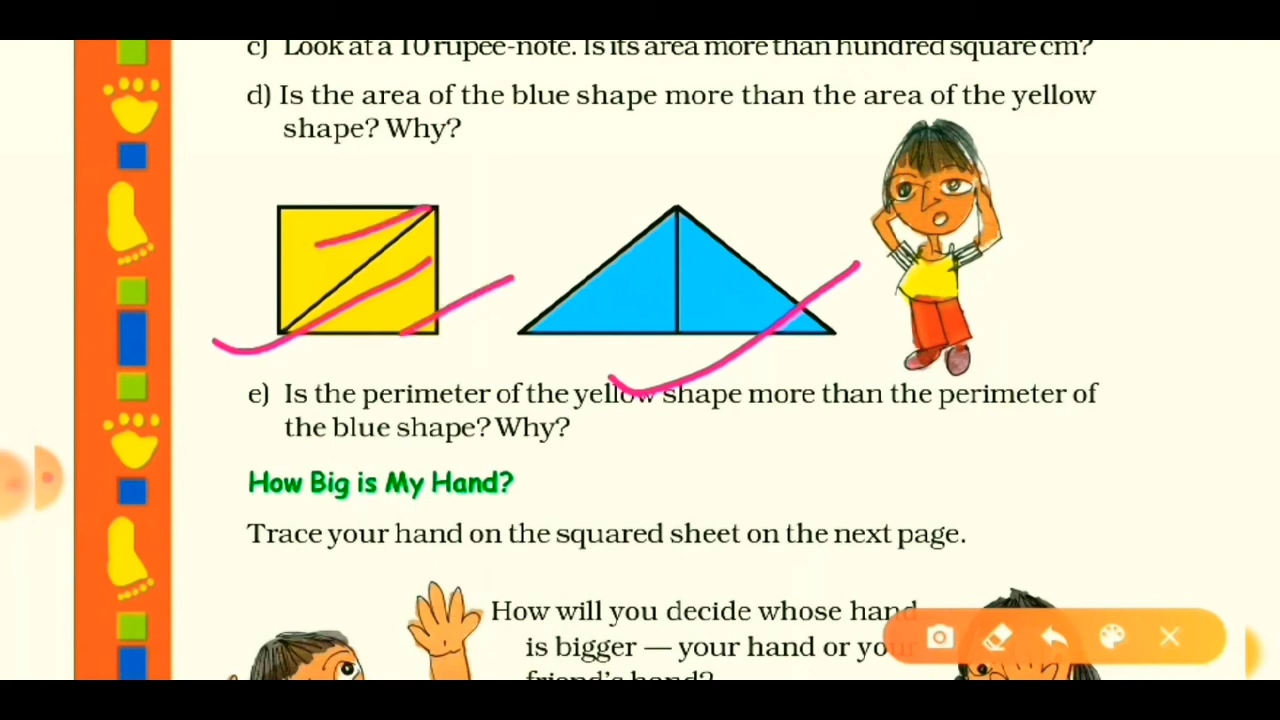 c) Look at a 10 rupee-note. Is its area more than hundred square cm?
d) Is the area of the blue shape more than the area of the yellow
shape? Why?
e) Is the perimeter of the yellow shape more than the perimeter of
the blue shape? Why?
How Big is My Hand?
Trace your hand on the squared sheet on the next page.
How will you decide whose hand
is bigger — your hand or your
friend's hand?